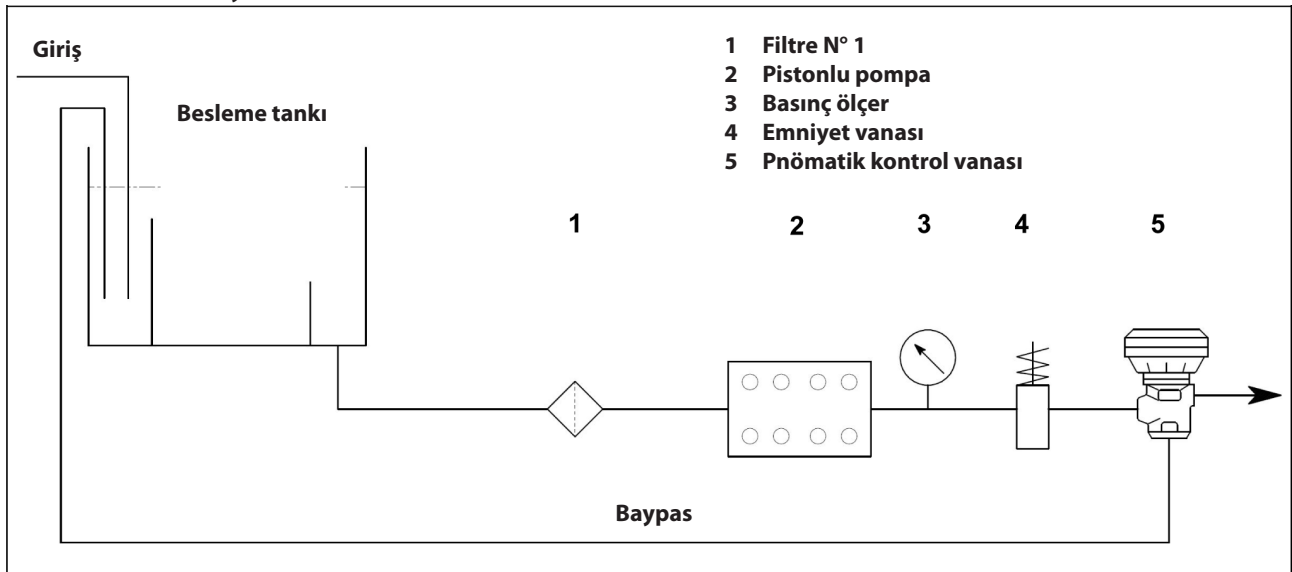 Giriş
Besleme tankı
1 Filtre N° 1
2 Pistonlu pompa
3 Basınç ölçer
4 Emniyet vanası
5 Pnömatik kontrol vanası
1 2 3 4 5
Baypas